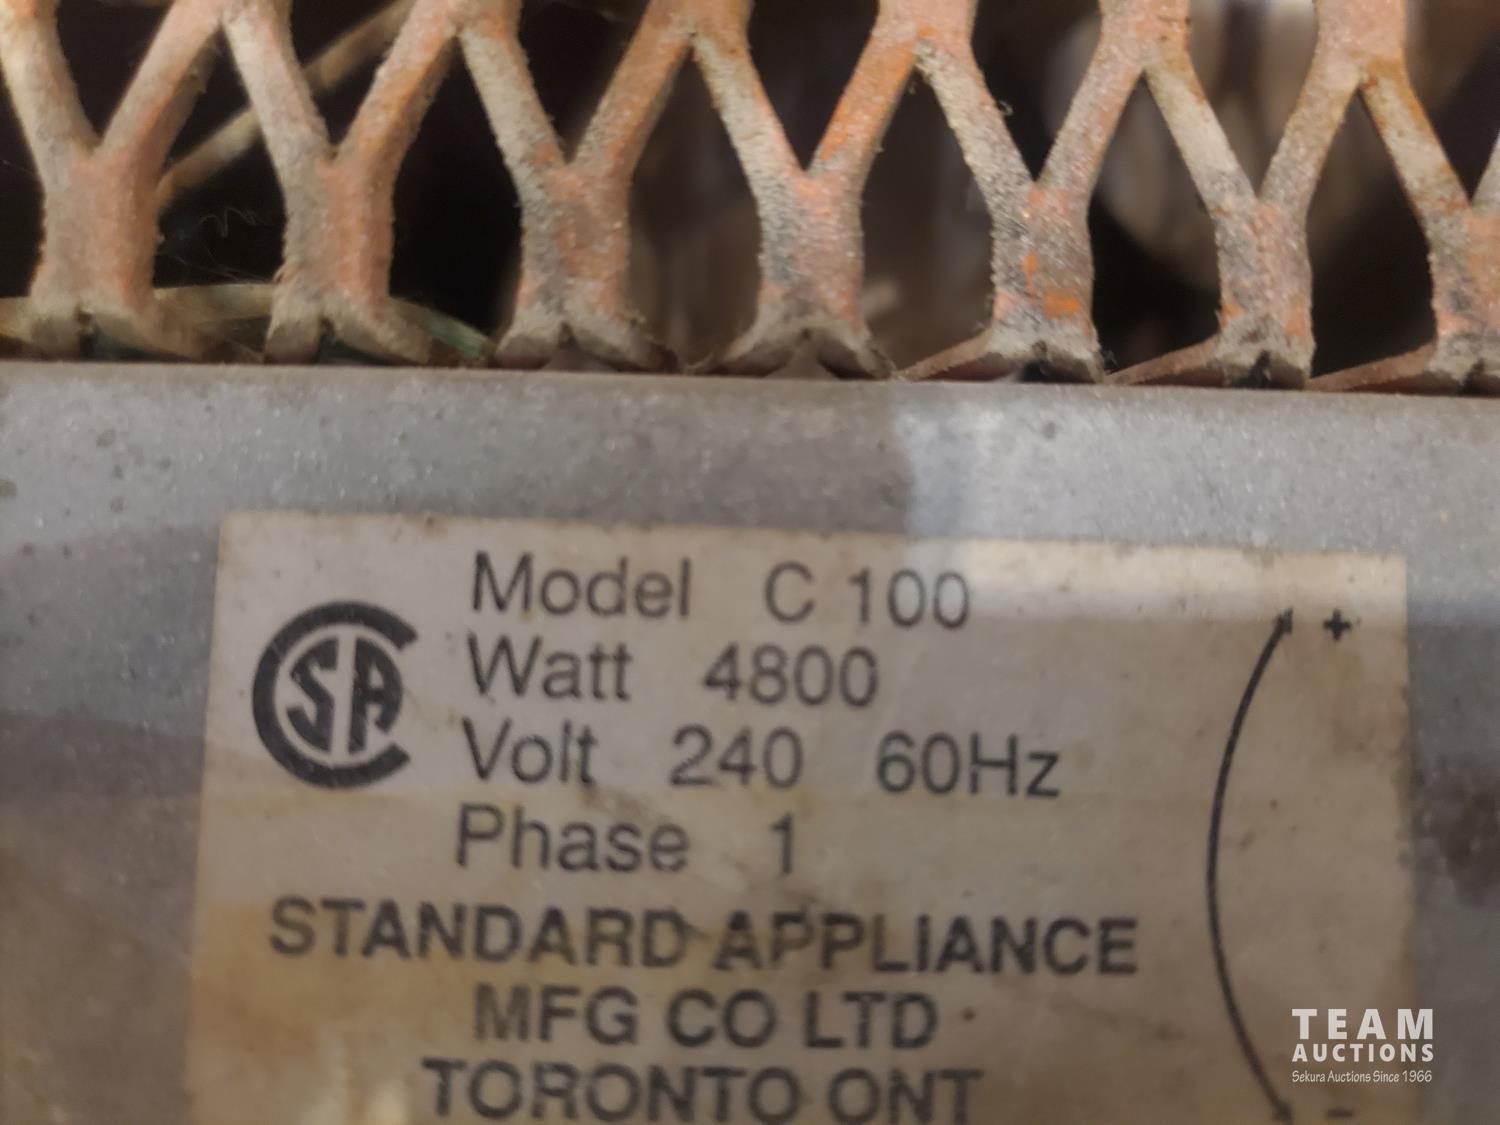 Model C 100
Watt 4800
Volt 240 60Hz
Phase 1
STANDARD APPLIANCE
MFG CO LTD
TORONTO ONT
CSA
+
-
TEAM
AUCTIONS
Sekura Auctions Since 1966